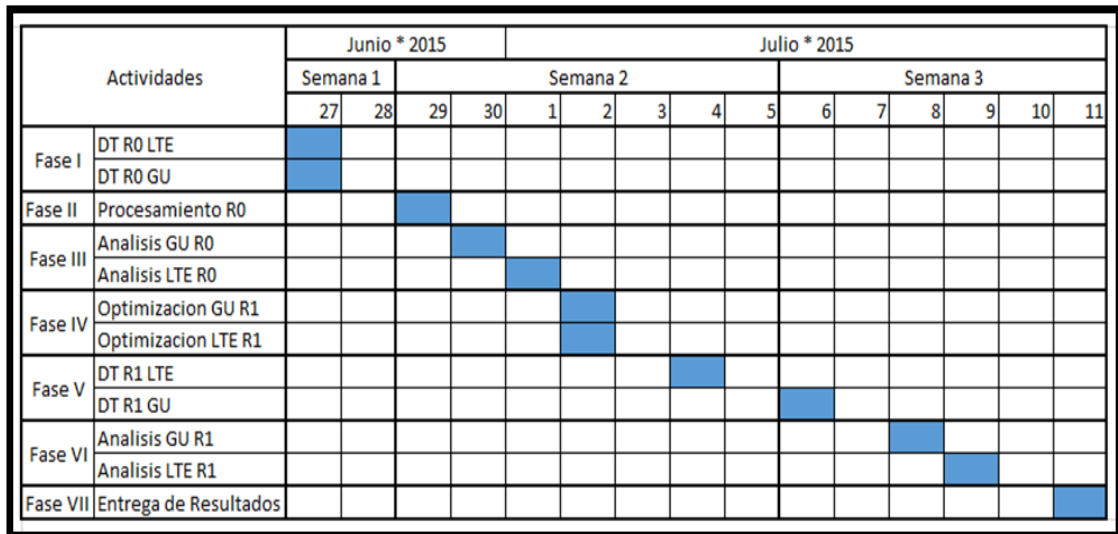 Actividades
Junio * 2015
Julio * 2015
Semana 1
Semana 2
Semana 3
27 28 29 30 1 2 3 4 5 6 7 8 9 10 11
Fase I
DT R0 LTE
DT R0 GU
Fase II
Procesamiento R0
Fase III
Analisis GU R0
Analisis LTE R0
Fase IV
Optimizacion GU R1
Optimizacion LTE R1
Fase V
DT R1 LTE
DT R1 GU
Fase VI
Analisis GU R1
Analisis LTE R1
Fase VII
Entrega de Resultados